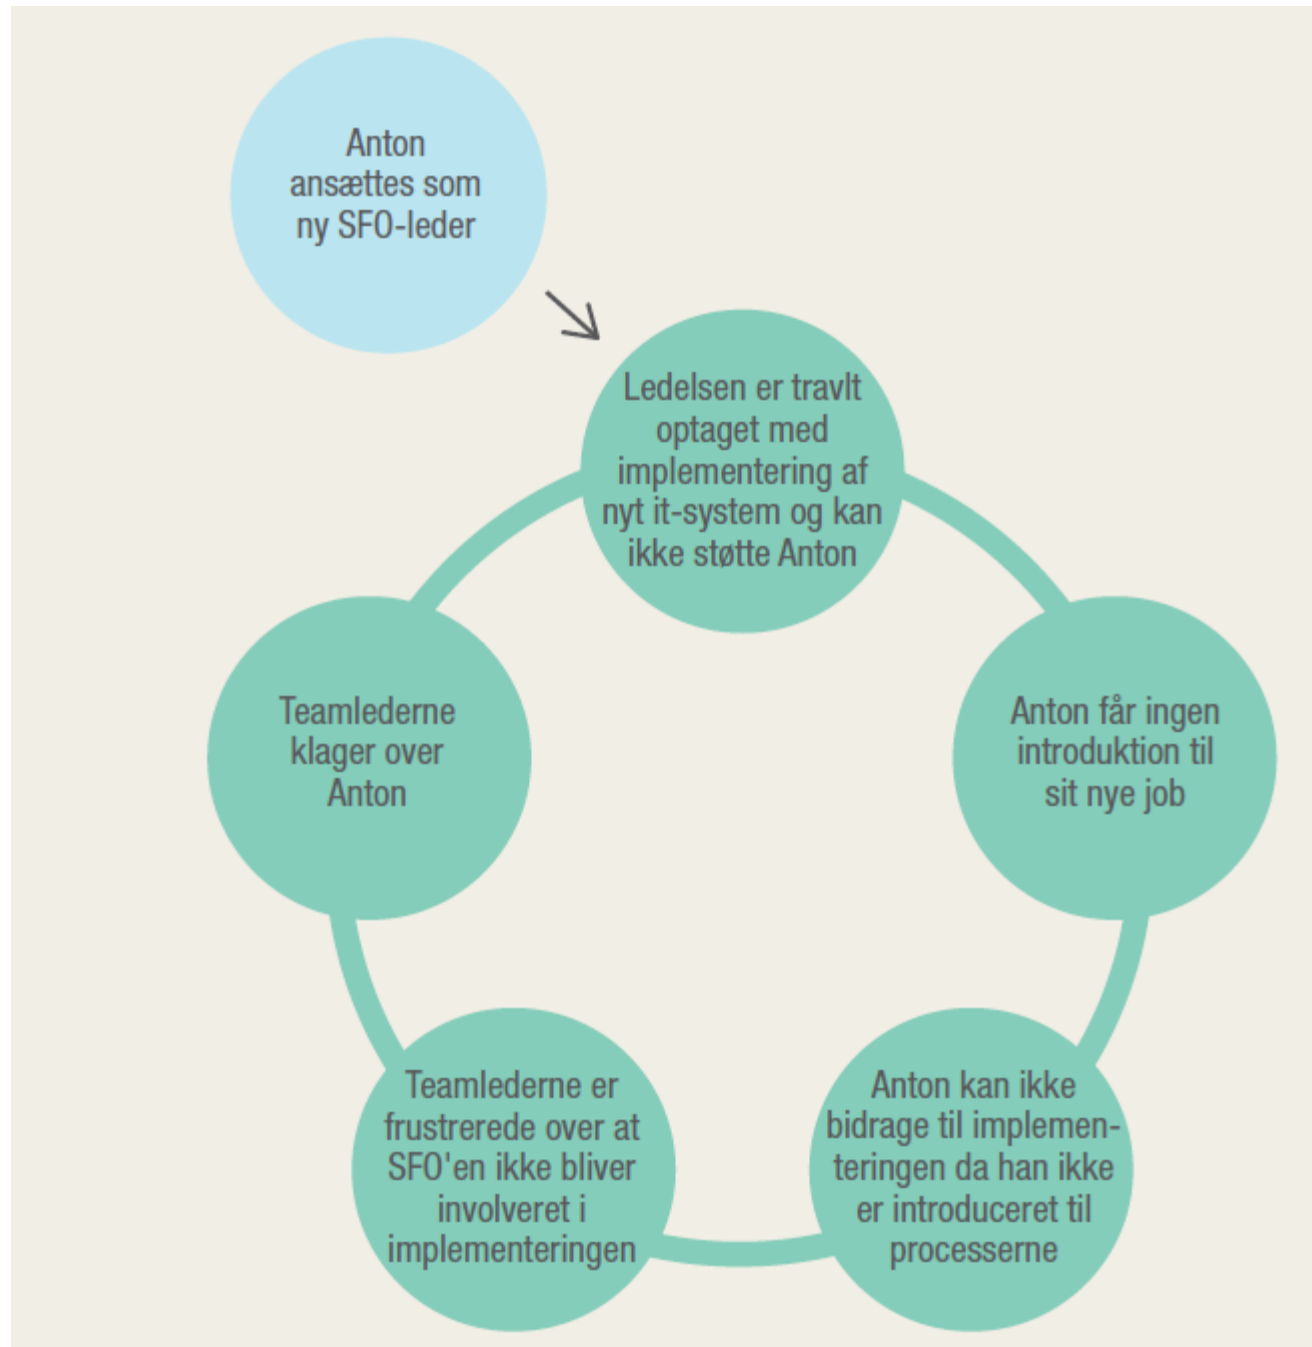 Anton
ansættes som
ny SFO-leder
Ledelsen er travlt
optaget med
implementering af
nyt it-system og kan
ikke støtte Anton
Anton får ingen
introduktion til
sit nye job
Anton kan ikke
bidrage til implemen-
teringen da han ikke
er introduceret til
processerne
Teamlederne er
frustrerede over at
SFO'en ikke bliver
involveret i
implementeringen
Teamlederne
klager over
Anton